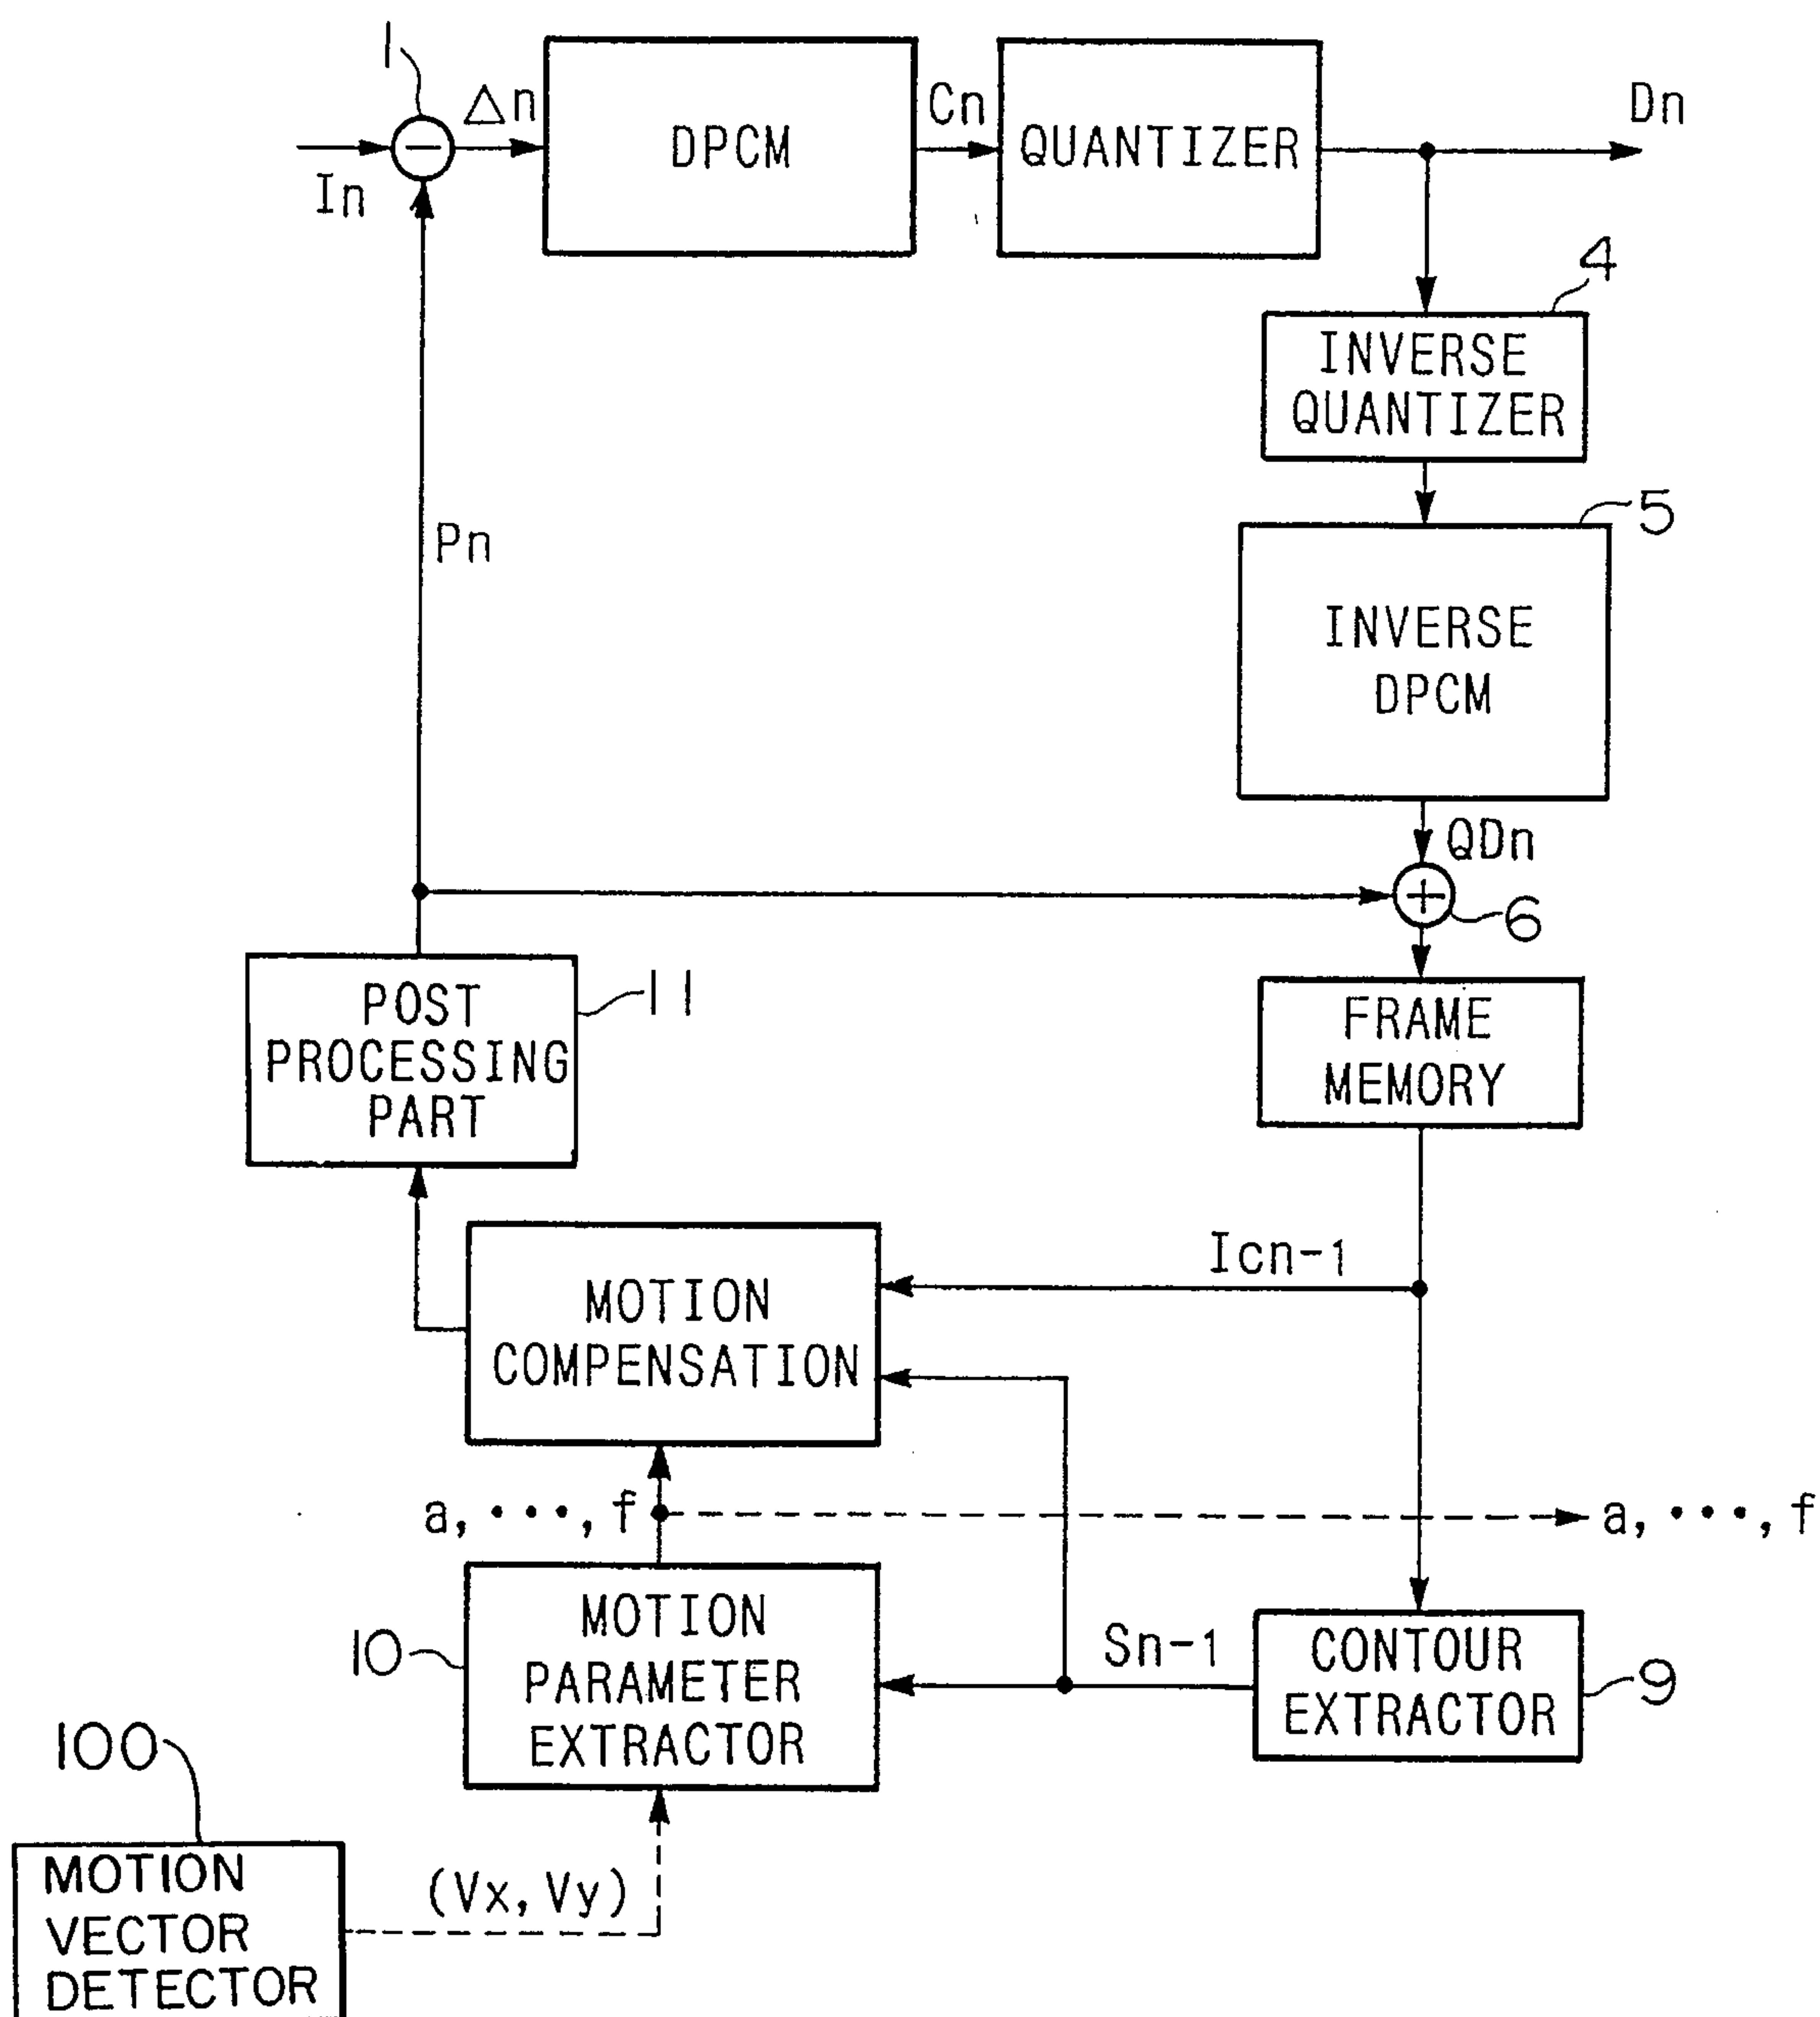 1
Δn
DPCM
Cn
QUANTIZER
Dn
In
4
INVERSE
QUANTIZER
5
Pn
INVERSE
DPCM
QDn
6
POST
PROCESSING
PART
11
FRAME
MEMORY
Icn-1
MOTION
COMPENSATION
a, ···, f
a, ···, f
MOTION
PARAMETER
EXTRACTOR
10
Sn-1
CONTOUR
EXTRACTOR
9
100
MOTION
VECTOR
DETECTOR
(Vx, Vy)